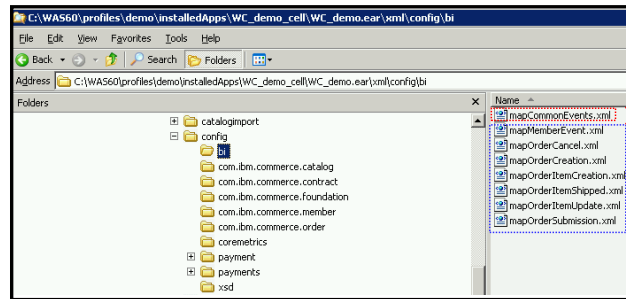 C:\WAS60\profiles\demo\installedApps\WC_demo_cell\WC_demo.ear\xml\config\bi
File Edit View Favorites Tools Help
Back Search Folders
Address C:\WAS60\profiles\demo\installedApps\WC_demo_cell\WC_demo.ear\xml\config\bi
Folders
catalogimport
config
bi
com.ibm.commerce.catalog
com.ibm.commerce.contract
com.ibm.commerce.foundation
com.ibm.commerce.member
com.ibm.commerce.order
coremetrics
payment
payments
xsd
Name
mapCommonEvents.xml
mapMemberEvent.xml
mapOrderCancel.xml
mapOrderCreation.xml
mapOrderItemCreation.xml
mapOrderItemShipped.xml
mapOrderItemUpdate.xml
mapOrderSubmission.xml